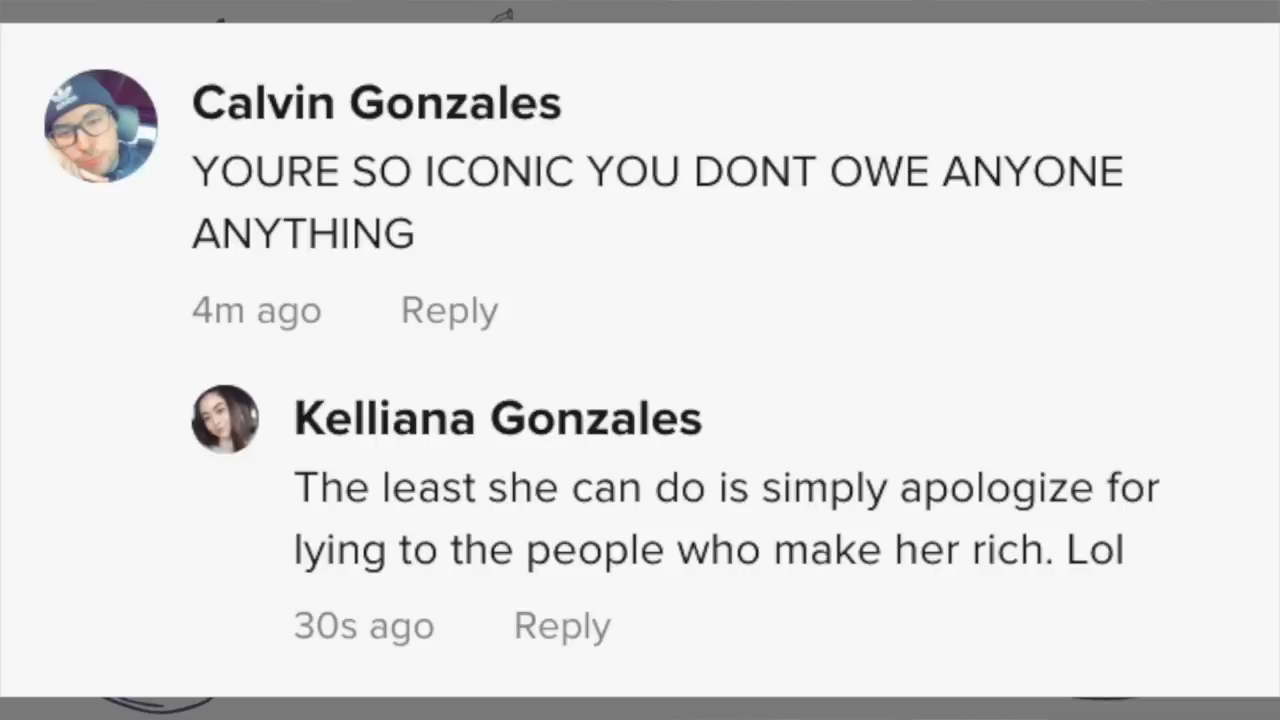 Calvin Gonzales
YOURE SO ICONIC YOU DONT OWE ANYONE
ANYTHING
4m ago Reply
Kelliana Gonzales
The least she can do is simply apologize for
lying to the people who make her rich. Lol
30s ago Reply